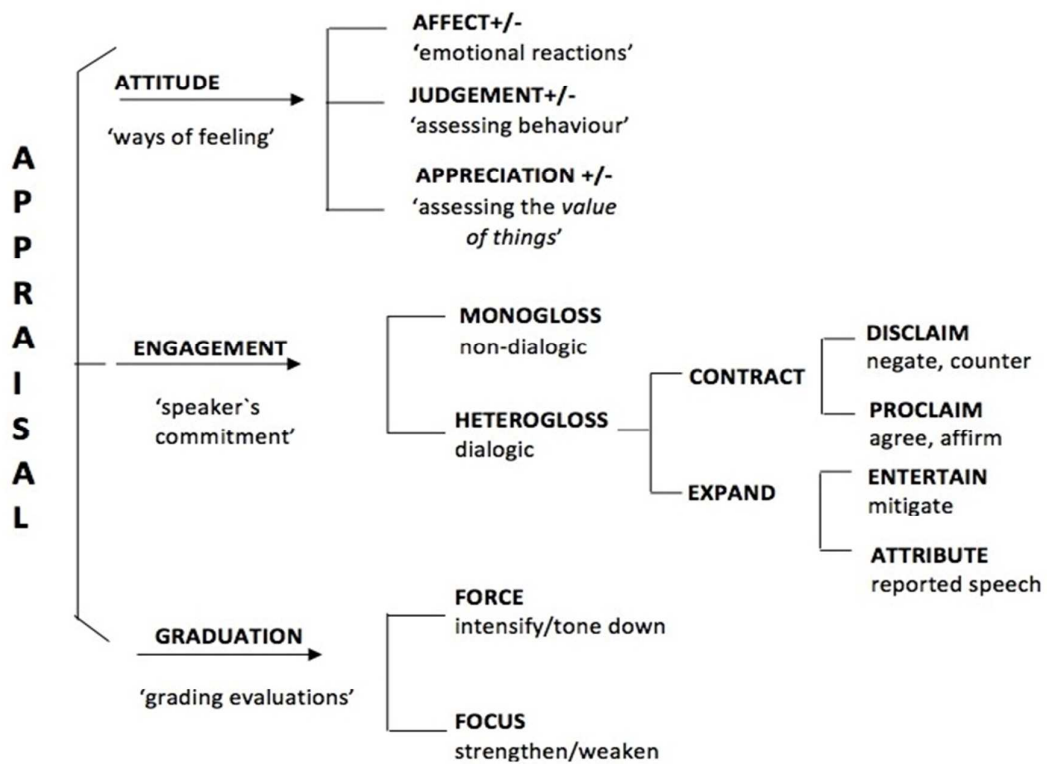 APPRAISAL
ATTITUDE
'ways of feeling'
AFFECT+/-
'emotional reactions'
JUDGEMENT+/-
'assessing behaviour'
APPRECIATION +/-
'assessing the value
of things'
ENGAGEMENT
'speaker`s
commitment'
MONOGLOSS
non-dialogic
HETEROGLOSS
dialogic
CONTRACT
DISCLAIM
negate, counter
PROCLAIM
agree, affirm
EXPAND
ENTERTAIN
mitigate
ATTRIBUTE
reported speech
GRADUATION
'grading evaluations'
FORCE
intensify/tone down
FOCUS
strengthen/weaken